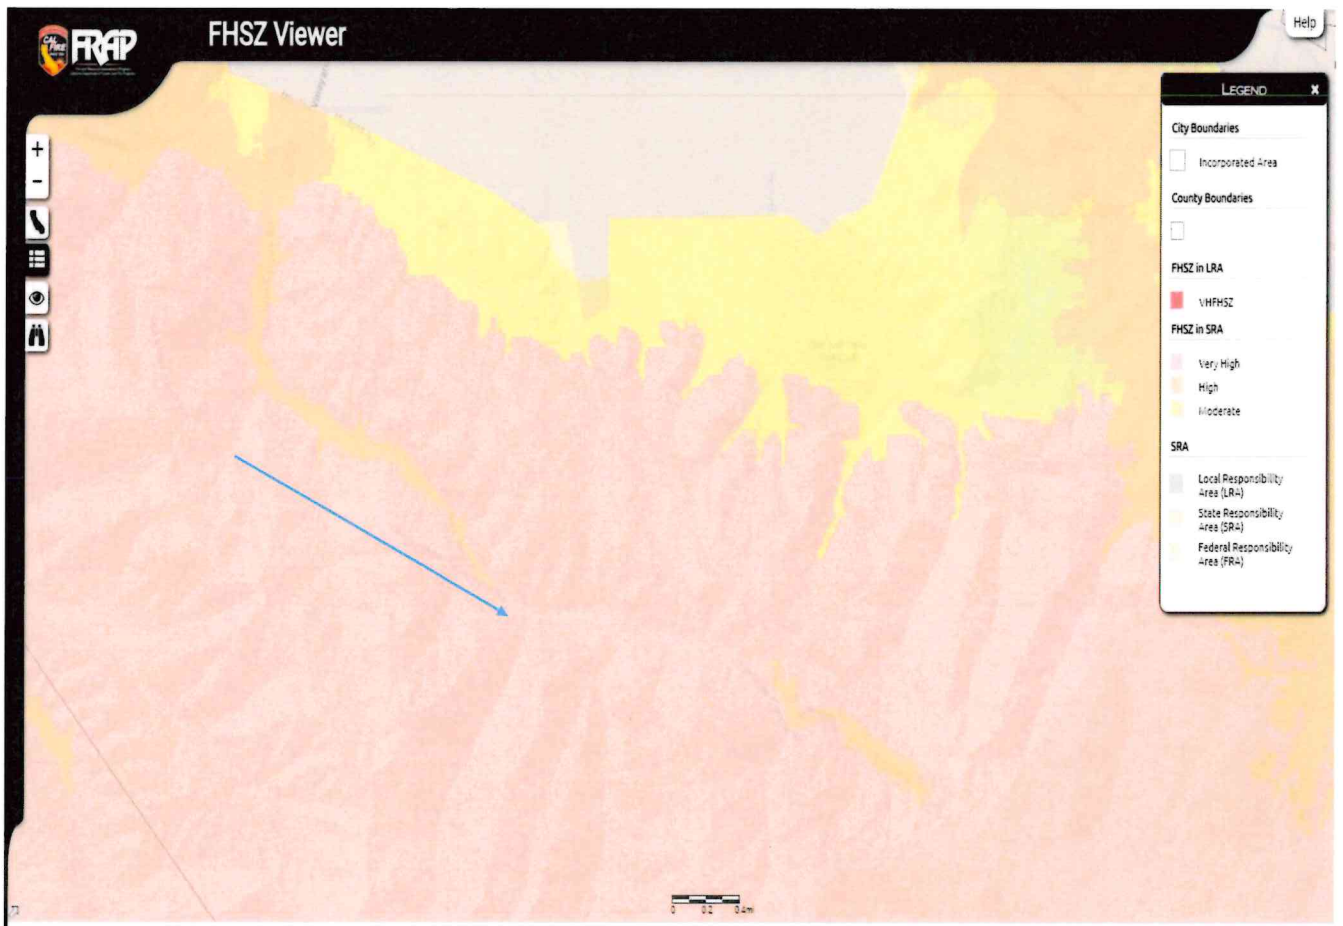 CAL FIRE
FRAP
FHSZ Viewer
Help
LEGEND X
City Boundaries
Incorporated Area
County Boundaries
FHSZ in LRA
VHFHSZ
FHSZ in SRA
Very High
High
Moderate
SRA
Local Responsibility
Area (LRA)
State Responsibility
Area (SRA)
Federal Responsibility
Area (FRA)
0 0.2 0.4mi